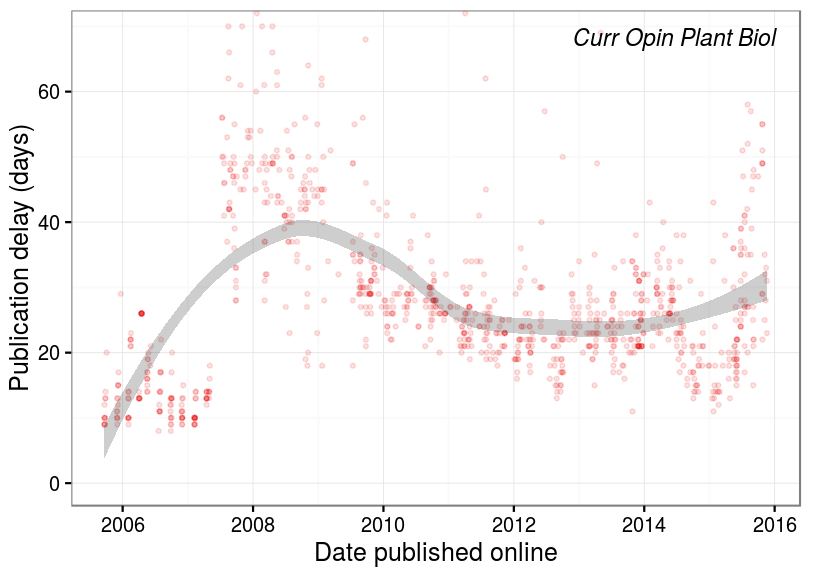 Curr Opin Plant Biol
Publication delay (days)
60
40
20
0
2006 2008 2010 2012 2014 2016
Date published online